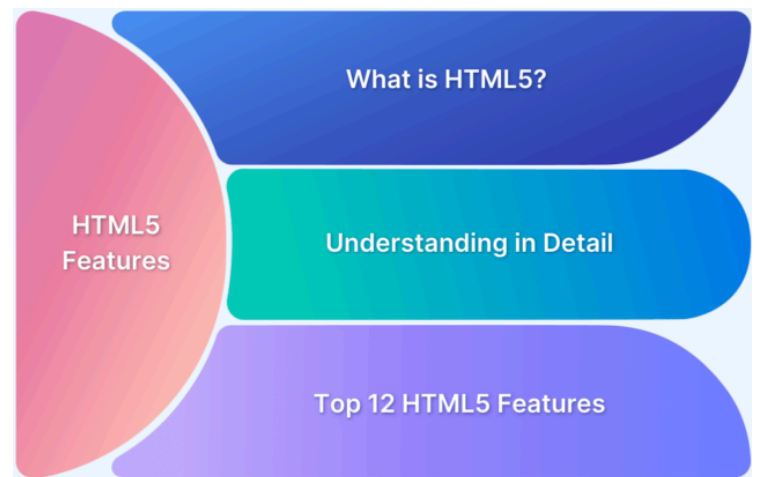 What is HTML5?
HTML5
Features
Understanding in Detail
Top 12 HTML5 Features